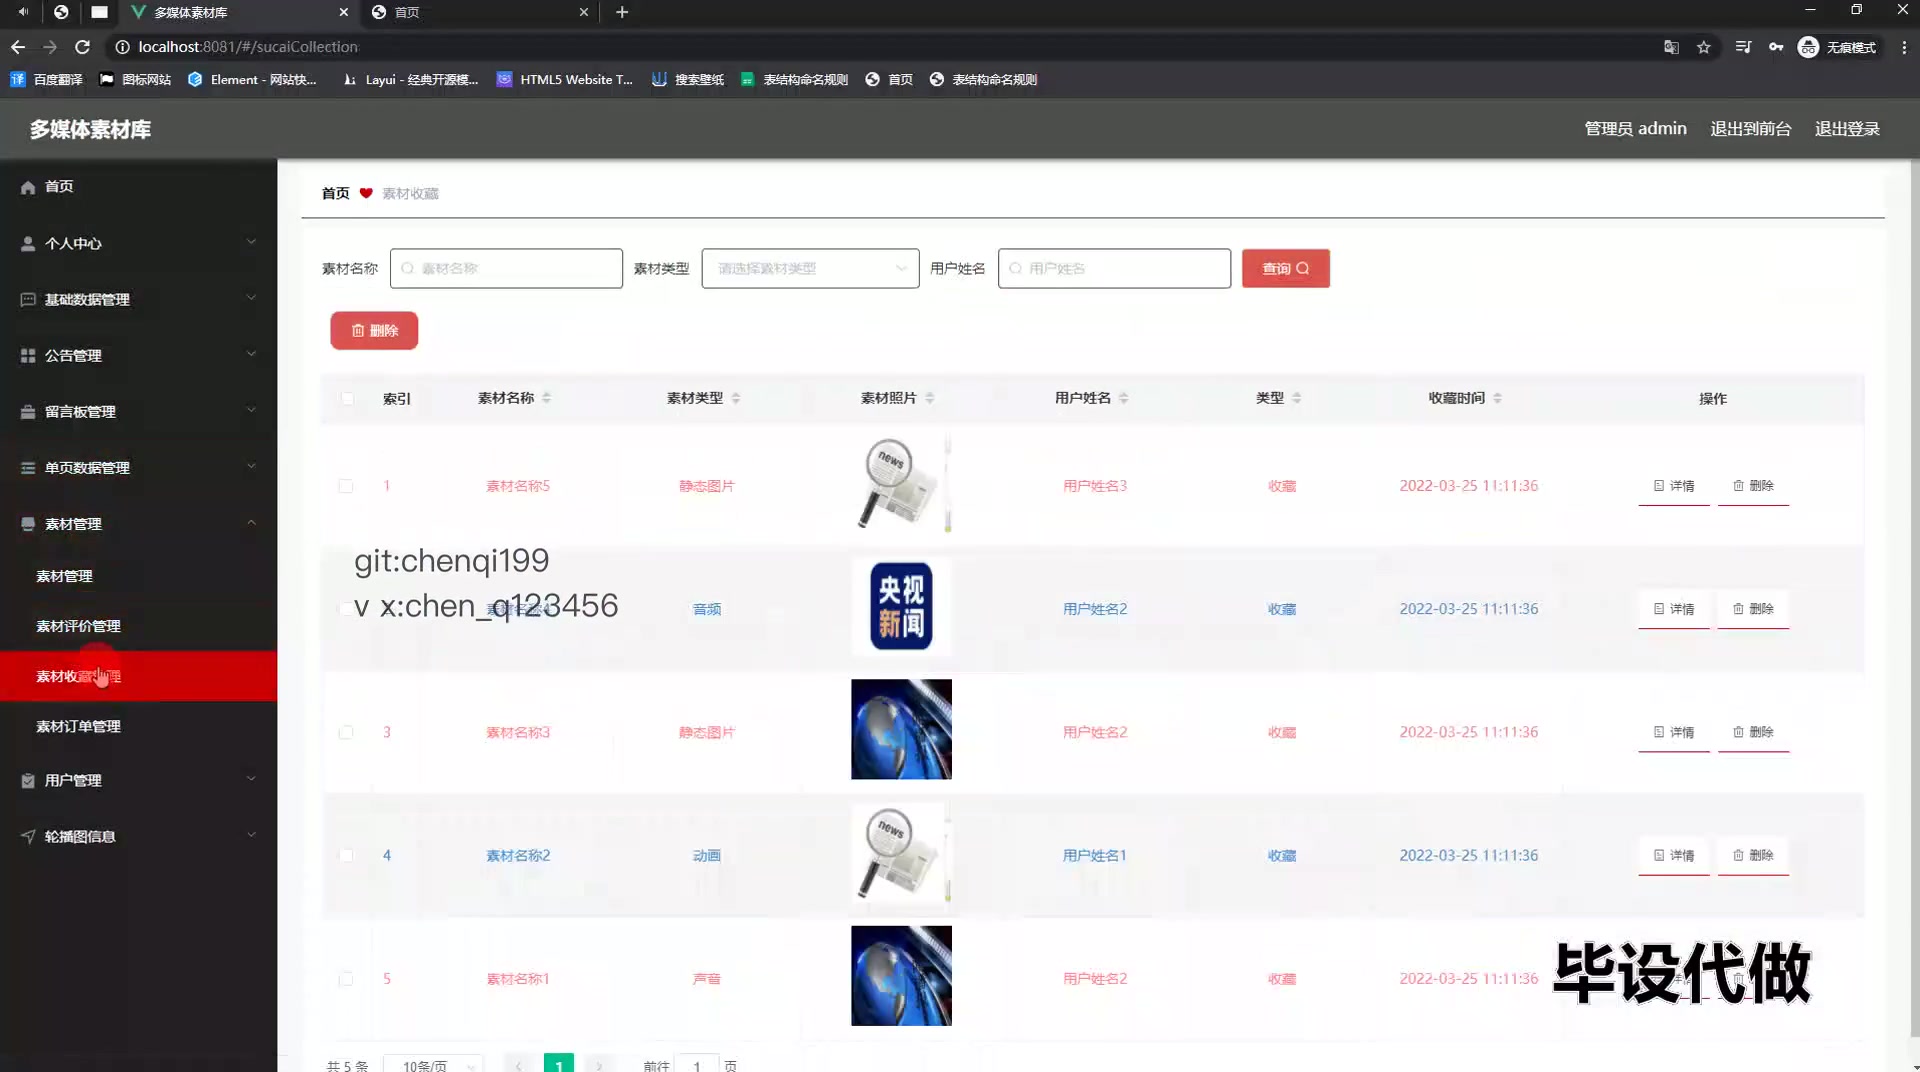 多媒体素材库
首页
localhost:8081/#/sucaiCollection
无痕模式
百度翻译
图标网站
Element - 网站快...
Layui - 经典开源模...
HTML5 Website T...
搜索壁纸
表结构命名规则
首页
表结构命名规则
多媒体素材库
管理员 admin
退出到前台
退出登录
首页
个人中心
基础数据管理
公告管理
留言板管理
单页数据管理
素材管理
素材管理
素材评价管理
素材收藏管理
素材订单管理
用户管理
轮播图信息
首页 素材收藏
素材名称 素材名称 素材类型 请选择素材类型 用户姓名 用户姓名 查询
删除
索引 素材名称 素材类型 素材照片 用户姓名 类型 收藏时间 操作
1 素材名称5 静态图片 news 用户姓名3 收藏 2022-03-25 11:11:36 详情 删除
git:chenqi199
v x:chen_q123456
素材名称4 音频 央视新闻 用户姓名2 收藏 2022-03-25 11:11:36 详情 删除
3 素材名称3 静态图片 用户姓名2 收藏 2022-03-25 11:11:36 详情 删除
4 素材名称2 动画 news 用户姓名1 收藏 2022-03-25 11:11:36 详情 删除
5 素材名称1 声音 用户姓名2 收藏 2022-03-25 11:11:36
毕设代做
共 5 条 10条/页 1 前往 1 页